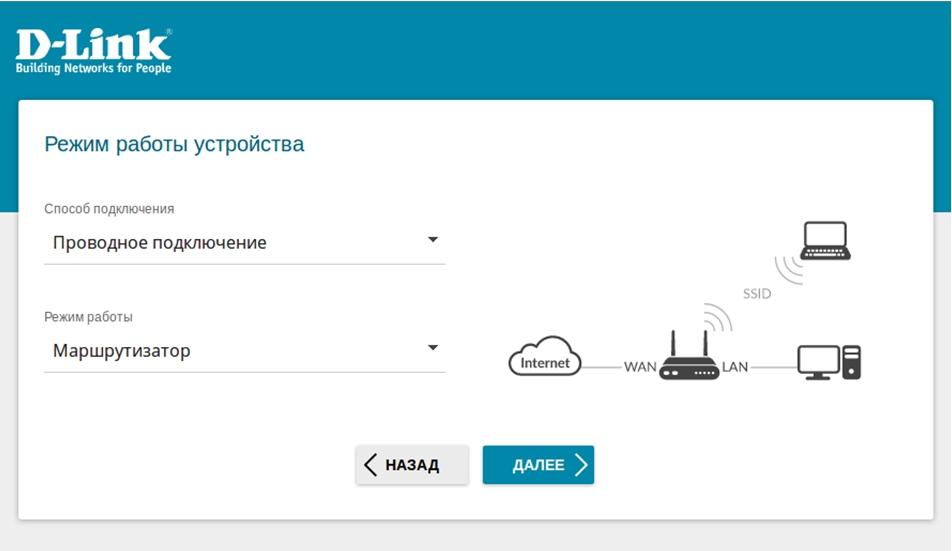 D-Link®
Building Networks for People
Режим работы устройства
Способ подключения
Проводное подключение
Режим работы
Маршрутизатор
SSID
Internet
WAN
LAN
НАЗАД
ДАЛЕЕ